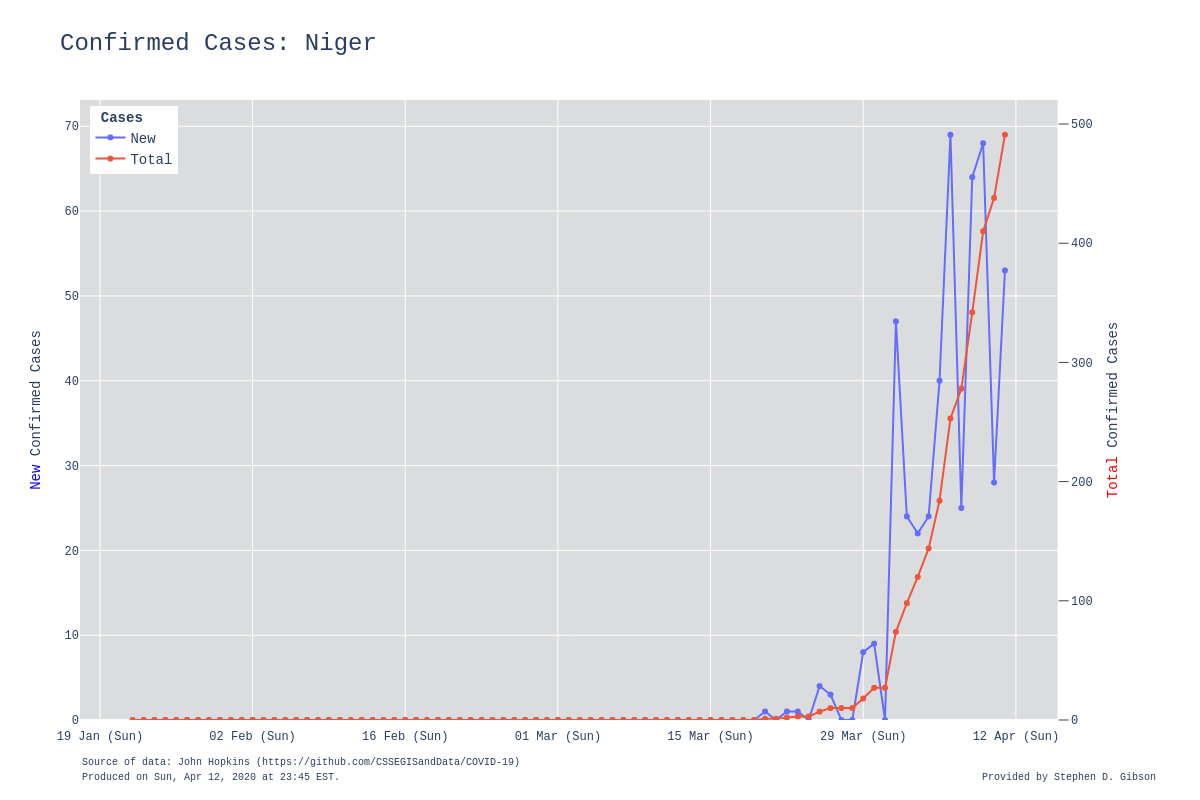 Confirmed Cases: Niger
Cases
New
Total
70
60
50
40
30
20
10
0
New Confirmed Cases
500
400
300
200
100
0
Total Confirmed Cases
19 Jan (Sun)
02 Feb (Sun)
16 Feb (Sun)
01 Mar (Sun)
15 Mar (Sun)
29 Mar (Sun)
12 Apr (Sun)
Source of data: John Hopkins (https://github.com/CSSEGISandData/COVID-19)
Produced on Sun, Apr 12, 2020 at 23:45 EST.
Provided by Stephen D. Gibson